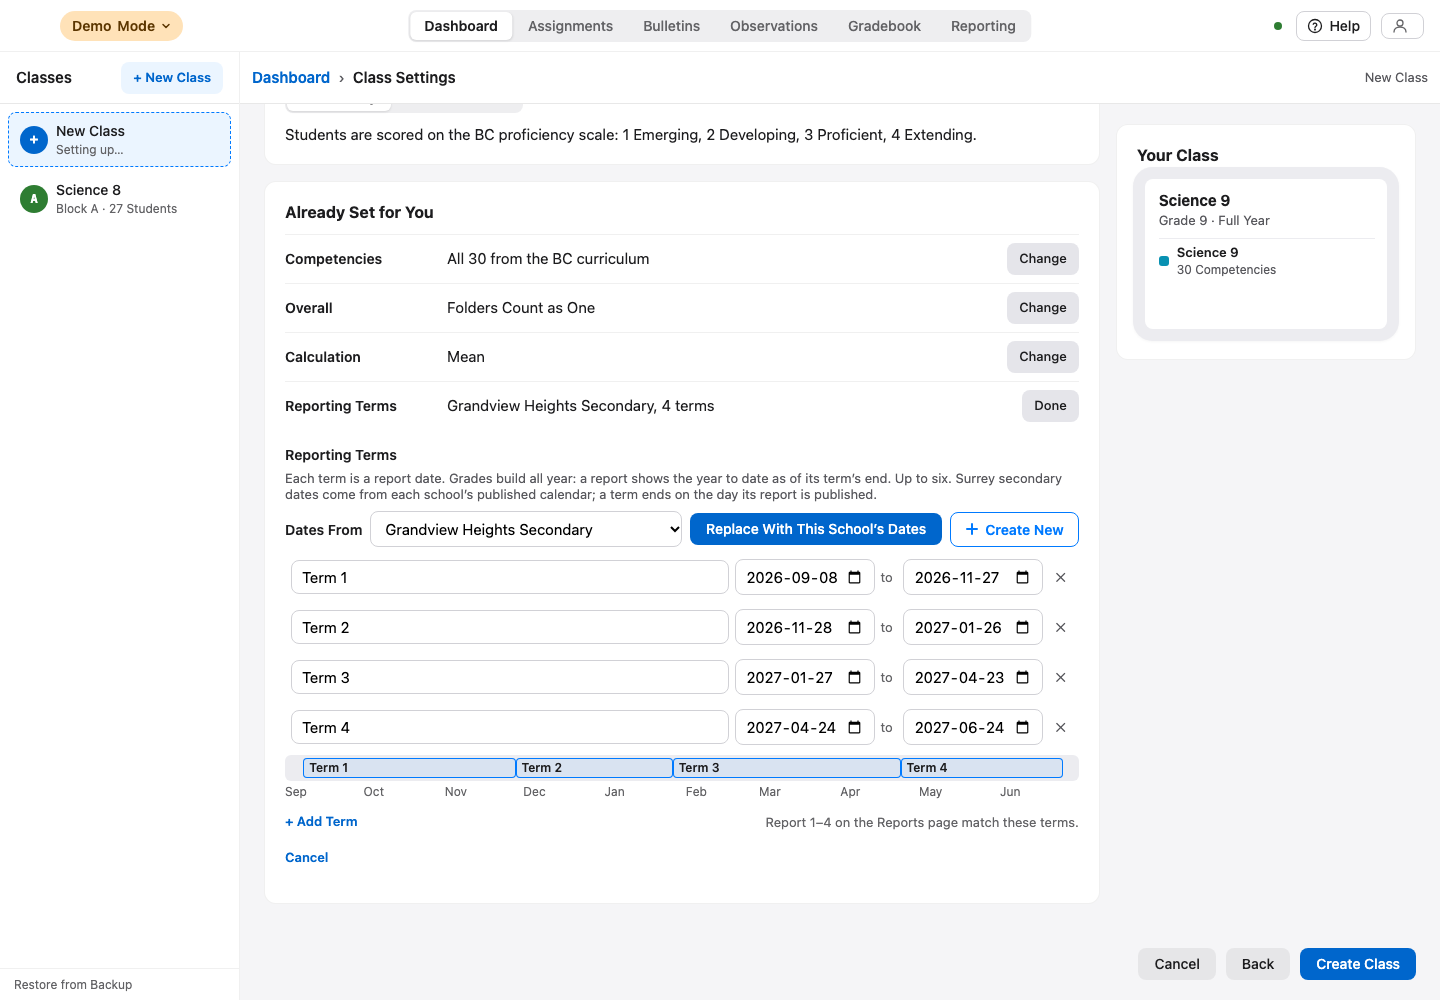 Demo Mode
Dashboard
Assignments
Bulletins
Observations
Gradebook
Reporting
Help
Classes
+ New Class
Dashboard › Class Settings
New Class
+
New Class
Setting up...
A
Science 8
Block A · 27 Students
Students are scored on the BC proficiency scale: 1 Emerging, 2 Developing, 3 Proficient, 4 Extending.
Already Set for You
Competencies
All 30 from the BC curriculum
Change
Overall
Folders Count as One
Change
Calculation
Mean
Change
Reporting Terms
Grandview Heights Secondary, 4 terms
Done
Reporting Terms
Each term is a report date. Grades build all year: a report shows the year to date as of its term’s end. Up to six. Surrey secondary
dates come from each school’s published calendar; a term ends on the day its report is published.
Dates From
Grandview Heights Secondary
Replace With This School’s Dates
+ Create New
Term 1
2026-09-08
to
2026-11-27
×
Term 2
2026-11-28
to
2027-01-26
×
Term 3
2027-01-27
to
2027-04-23
×
Term 4
2027-04-24
to
2027-06-24
×
Term 1
Term 2
Term 3
Term 4
Sep
Oct
Nov
Dec
Jan
Feb
Mar
Apr
May
Jun
+ Add Term
Report 1–4 on the Reports page match these terms.
Cancel
Your Class
Science 9
Grade 9 · Full Year
Science 9
30 Competencies
Cancel
Back
Create Class
Restore from Backup